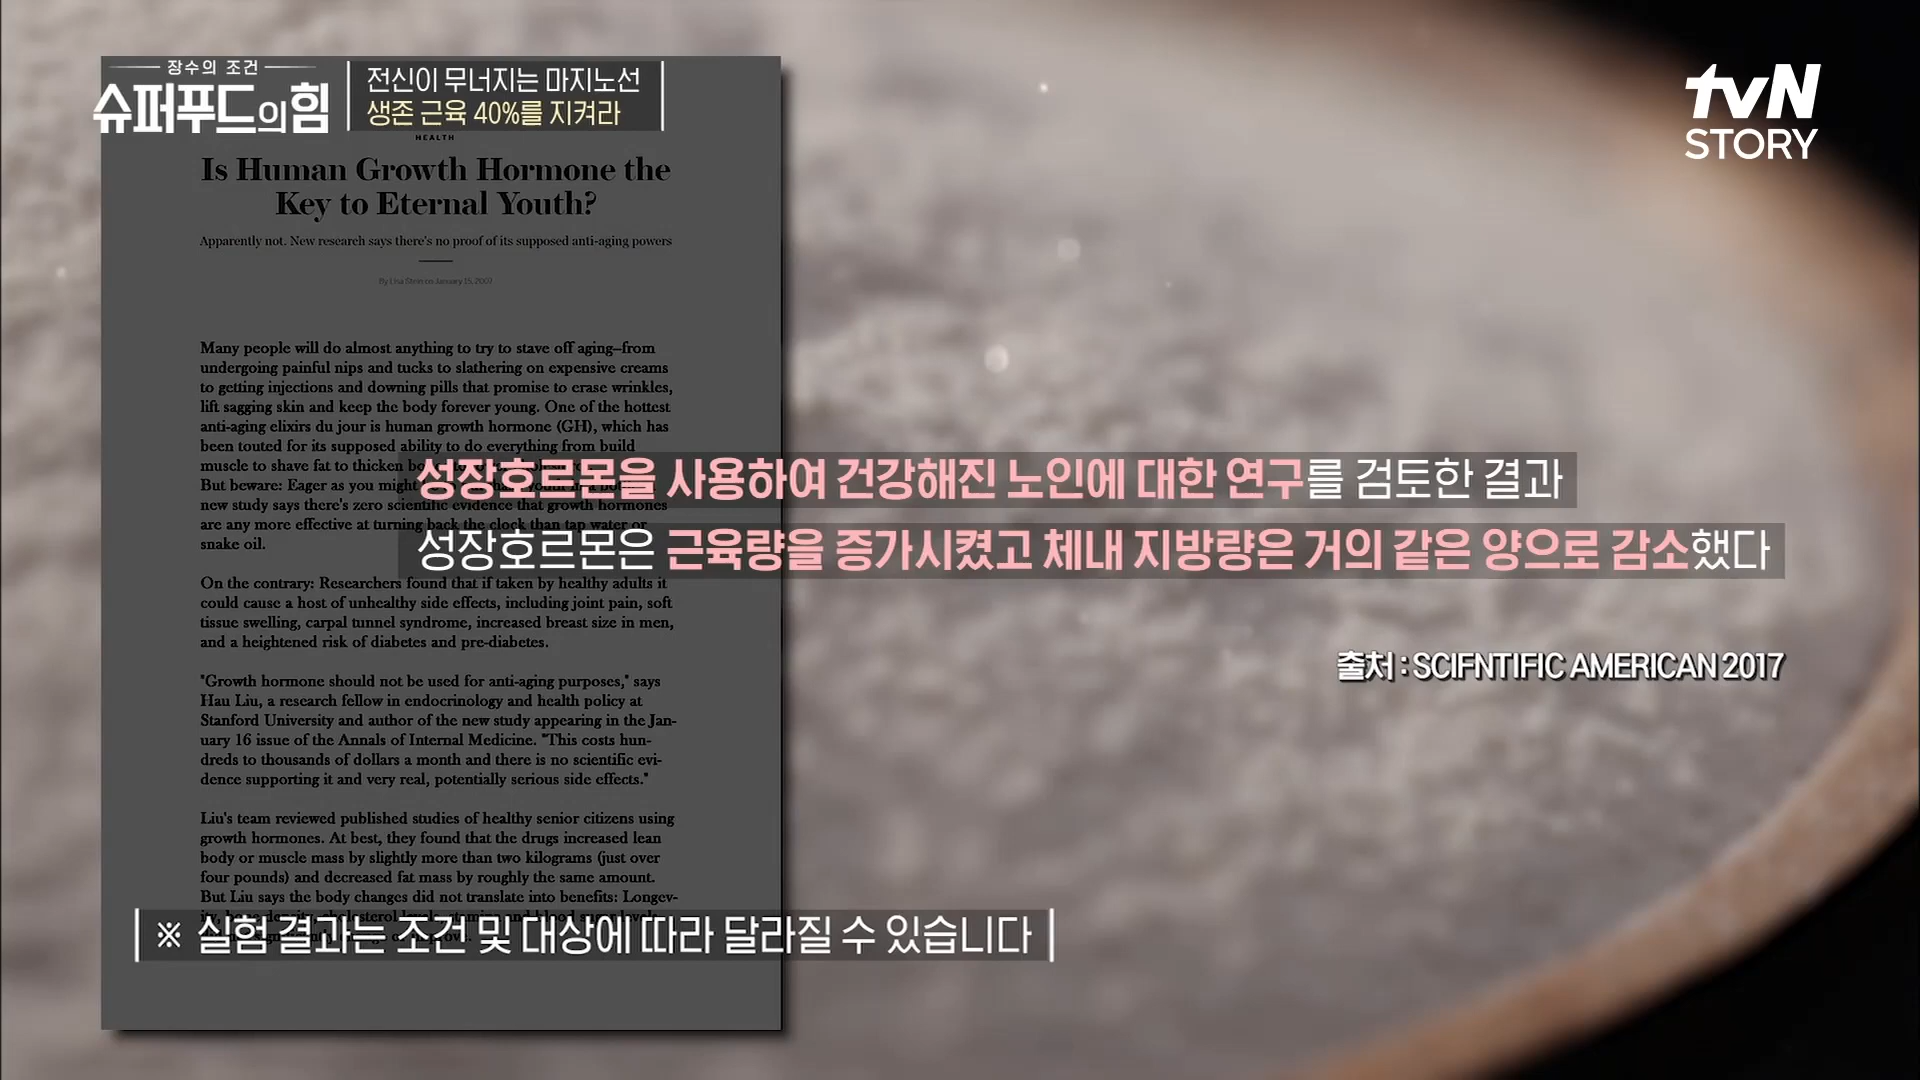 장수의 조건
슈퍼푸드의힘
전신이 무너지는 마지노선
생존 근육 40%를 지켜라
tvN
STORY
HEALTH
Is Human Growth Hormone the
Key to Eternal Youth?
Apparently not. New research says there's no proof of its supposed anti-aging powers
By Lisa Stein on January 15, 2007
Many people will do almost anything to try to stave off aging—from
undergoing painful nips and tucks to slathering on expensive creams
to getting injections and downing pills that promise to erase wrinkles,
lift sagging skin and keep the body forever young. One of the hottest
anti-aging elixirs du jour is human growth hormone (GH), which has
been touted for its supposed ability to do everything from build
muscle to shave fat to thicken
But beware: Eager as you might
new study says there's zero scientific evidence that growth hormones
are any more effective at turning back the clock than tap water or
snake oil.
성장호르몬을 사용하여 건강해진 노인에 대한 연구를 검토한 결과
성장호르몬은 근육량을 증가시켰고 체내 지방량은 거의 같은 양으로 감소했다
출처 : SCIFNTIFIC AMERICAN 2017
On the contrary: Researchers found that if taken by healthy adults it
could cause a host of unhealthy side effects, including joint pain, soft
tissue swelling, carpal tunnel syndrome, increased breast size in men,
and a heightened risk of diabetes and pre-diabetes.
"Growth hormone should not be used for anti-aging purposes," says
Hau Liu, a research fellow in endocrinology and health policy at
Stanford University and author of the new study appearing in the Jan-
uary 16 issue of the Annals of Internal Medicine. "This costs hun-
dreds to thousands of dollars a month and there is no scientific evi-
dence supporting it and very real, potentially serious side effects."
Liu's team reviewed published studies of healthy senior citizens using
growth hormones. At best, they found that the drugs increased lean
body or muscle mass by slightly more than two kilograms (just over
four pounds) and decreased fat mass by roughly the same amount.
But Liu says the body changes did not translate into benefits: Longev-
ity, bone density, cholesterol levels, stamina and blood sugar levels
※ 실험 결과는 조건 및 대상에 따라 달라질 수 있습니다